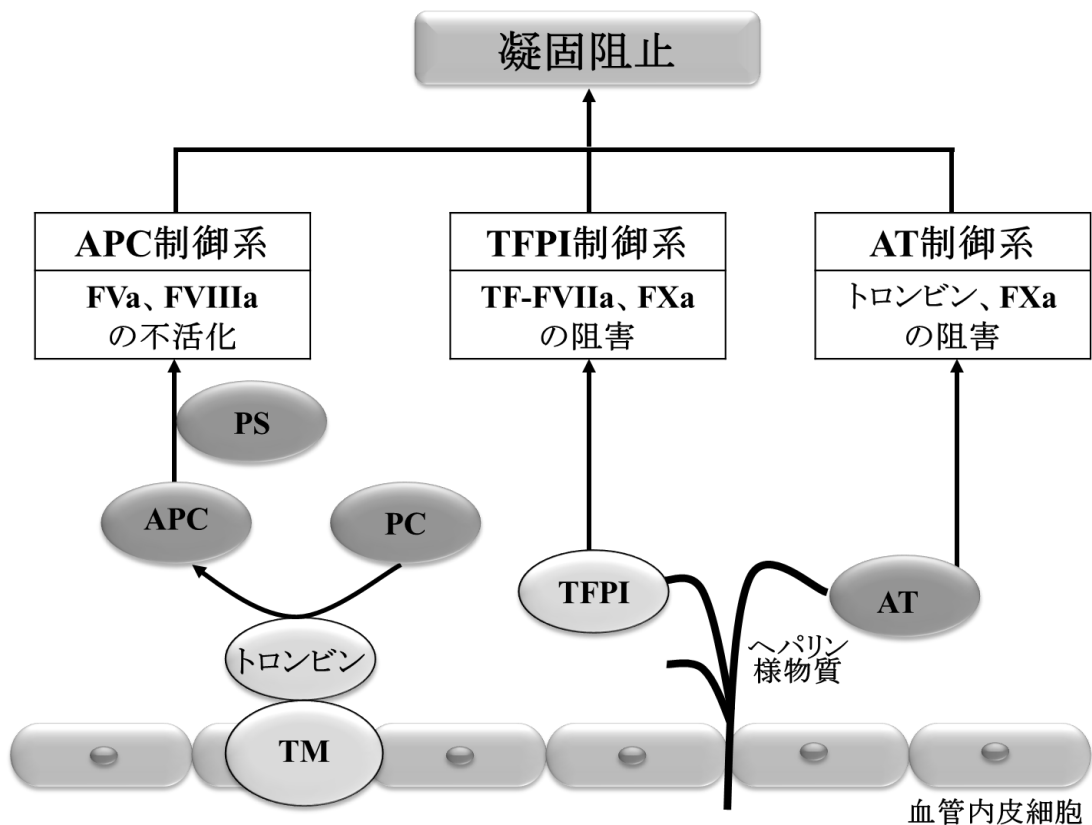 凝固阻止
APC制御系
FVa、FVIIIa
の不活化
TFPI制御系
TF-FVIIa、FXa
の阻害
AT制御系
トロンビン、FXa
の阻害
PS
APC
PC
TFPI
AT
ヘパリン
様物質
トロンビン
TM
血管内皮細胞